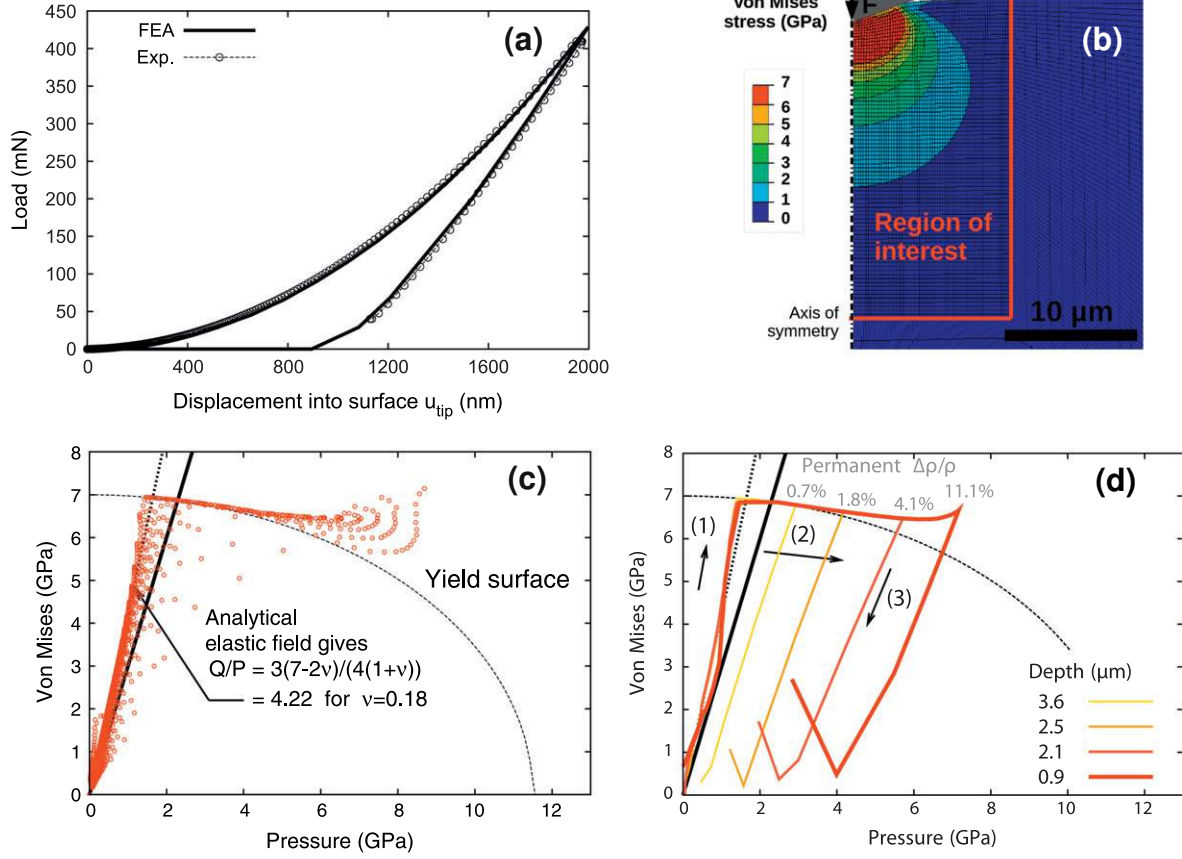 450
400
350
300
250
200
150
100
50
0
Load (mN)
FEA
Exp.
(a)
0 400 800 1200 1600 2000
Displacement into surface u_tip (nm)
Von Mises
stress (GPa)
F
(b)
7
6
5
4
3
2
1
0
Region of
interest
Axis of
symmetry
10 µm
8
7
6
5
4
3
2
1
0
Von Mises (GPa)
(c)
Yield surface
Analytical
elastic field gives
Q/P = 3(7-2ν)/(4(1+ν))
= 4.22 for ν=0.18
0 2 4 6 8 10 12
Pressure (GPa)
8
7
6
5
4
3
2
1
0
Von Mises (GPa)
Permanent Δρ/ρ
(d)
0.7% 1.8% 4.1% 11.1%
(1)
(2)
(3)
Depth (µm)
3.6
2.5
2.1
0.9
0 2 4 6 8 10 12
Pressure (GPa)